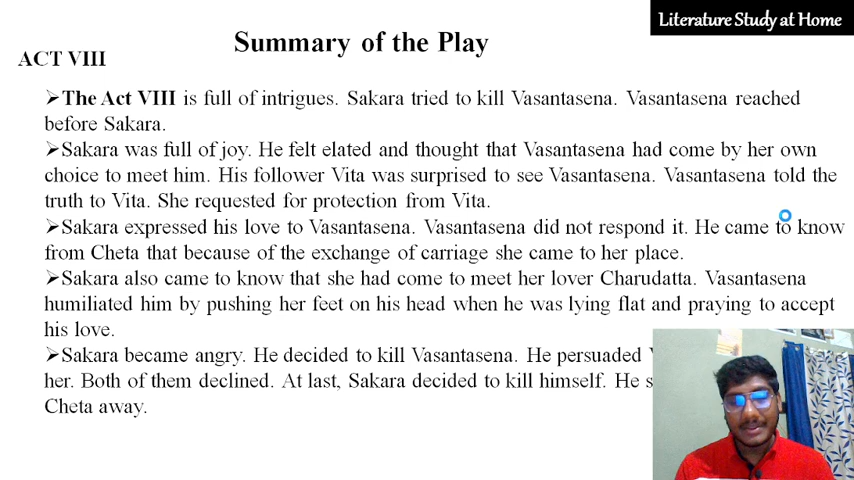 Literature Study at Home
Summary of the Play
ACT VIII
➢The Act VIII is full of intrigues. Sakara tried to kill Vasantasena. Vasantasena reached
before Sakara.
➢Sakara was full of joy. He felt elated and thought that Vasantasena had come by her own
choice to meet him. His follower Vita was surprised to see Vasantasena. Vasantasena told the
truth to Vita. She requested for protection from Vita.
➢Sakara expressed his love to Vasantasena. Vasantasena did not respond it. He came to know
from Cheta that because of the exchange of carriage she came to her place.
➢Sakara also came to know that she had come to meet her lover Charudatta. Vasantasena
humiliated him by pushing her feet on his head when he was lying flat and praying to accept
his love.
➢Sakara became angry. He decided to kill Vasantasena. He persuaded
her. Both of them declined. At last, Sakara decided to kill himself. He
Cheta away.